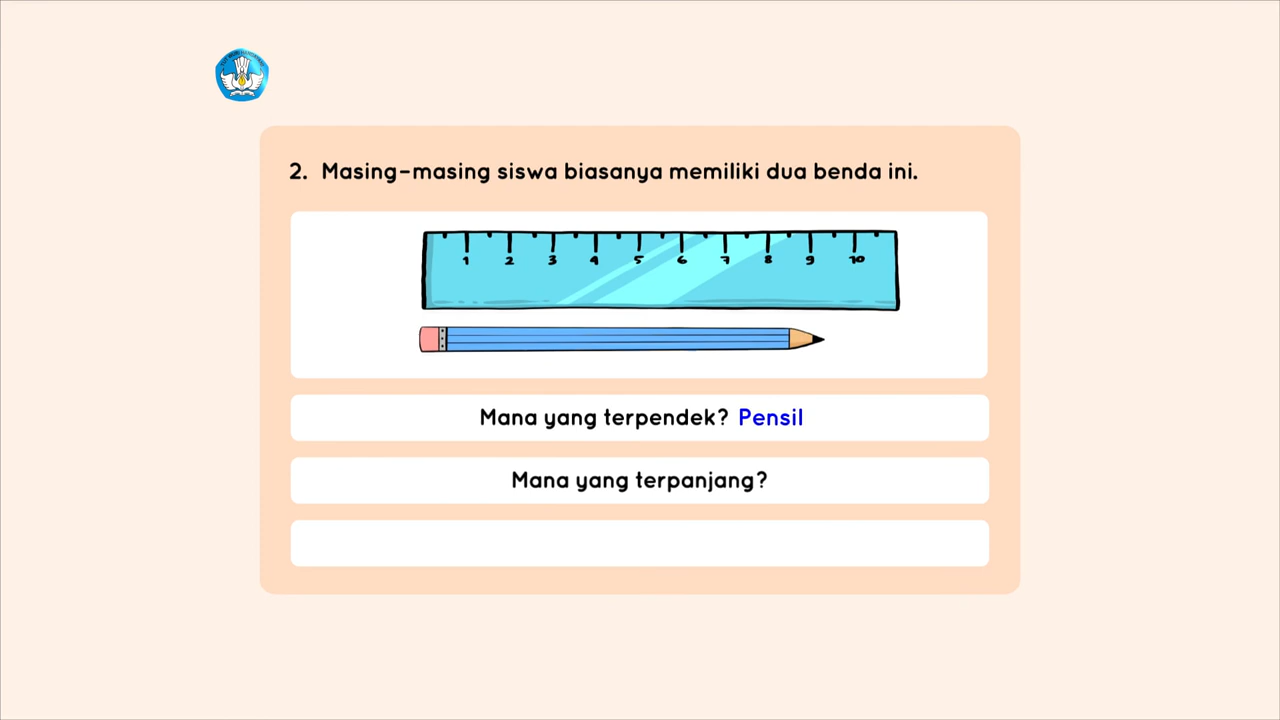 2. Masing-masing siswa biasanya memiliki dua benda ini.
1 2 3 4 5 6 7 8 9 10
Mana yang terpendek? Pensil
Mana yang terpanjang?